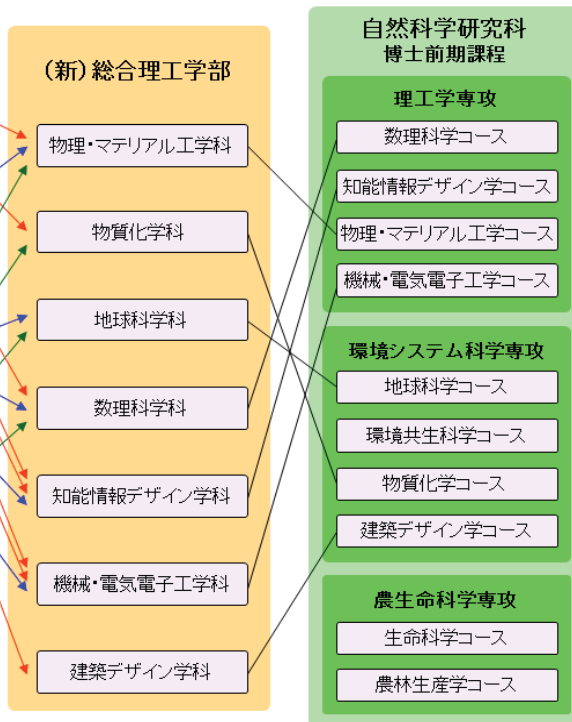 (新)総合理工学部
物理・マテリアル工学科
物質化学科
地球科学科
数理科学科
知能情報デザイン学科
機械・電気電子工学科
建築デザイン学科
自然科学研究科
博士前期課程
理工学専攻
数理科学コース
知能情報デザイン学コース
物理・マテリアル工学コース
機械・電気電子工学コース
環境システム科学専攻
地球科学コース
環境共生科学コース
物質化学コース
建築デザイン学コース
農生命科学専攻
生命科学コース
農林生産学コース